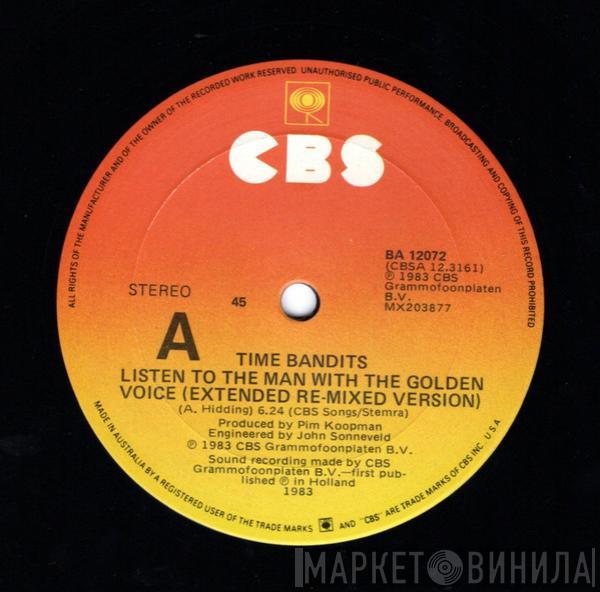 ALL RIGHTS OF THE MANUFACTURER AND OF THE OWNER OF THE RECORDED WORK RESERVED. UNAUTHORISED PUBLIC PERFORMANCE, BROADCASTING AND COPYING OF THIS RECORD PROHIBITED
CBS
BA 12072
(CBSA 12.3161)
℗ 1983 CBS
Grammofoonplaten
B.V.
MX203877
STEREO
45
A
TIME BANDITS
LISTEN TO THE MAN WITH THE GOLDEN
VOICE (EXTENDED RE-MIXED VERSION)
(A. Hidding) 6.24 (CBS Songs/Stemra)
Produced by Pim Koopman
Engineered by John Sonneveld
℗ 1983 CBS Grammofoonplaten B.V.
Sound recording made by CBS
Grammofoonplaten B.V.—first pub-
lished ℗ in Holland
1983
MADE IN AUSTRALIA BY A REGISTERED USER OF THE TRADE MARKS AND "CBS" ARE TRADE MARKS OF CBS INC. U.S.A
МАРКЕТ ВИНИЛА